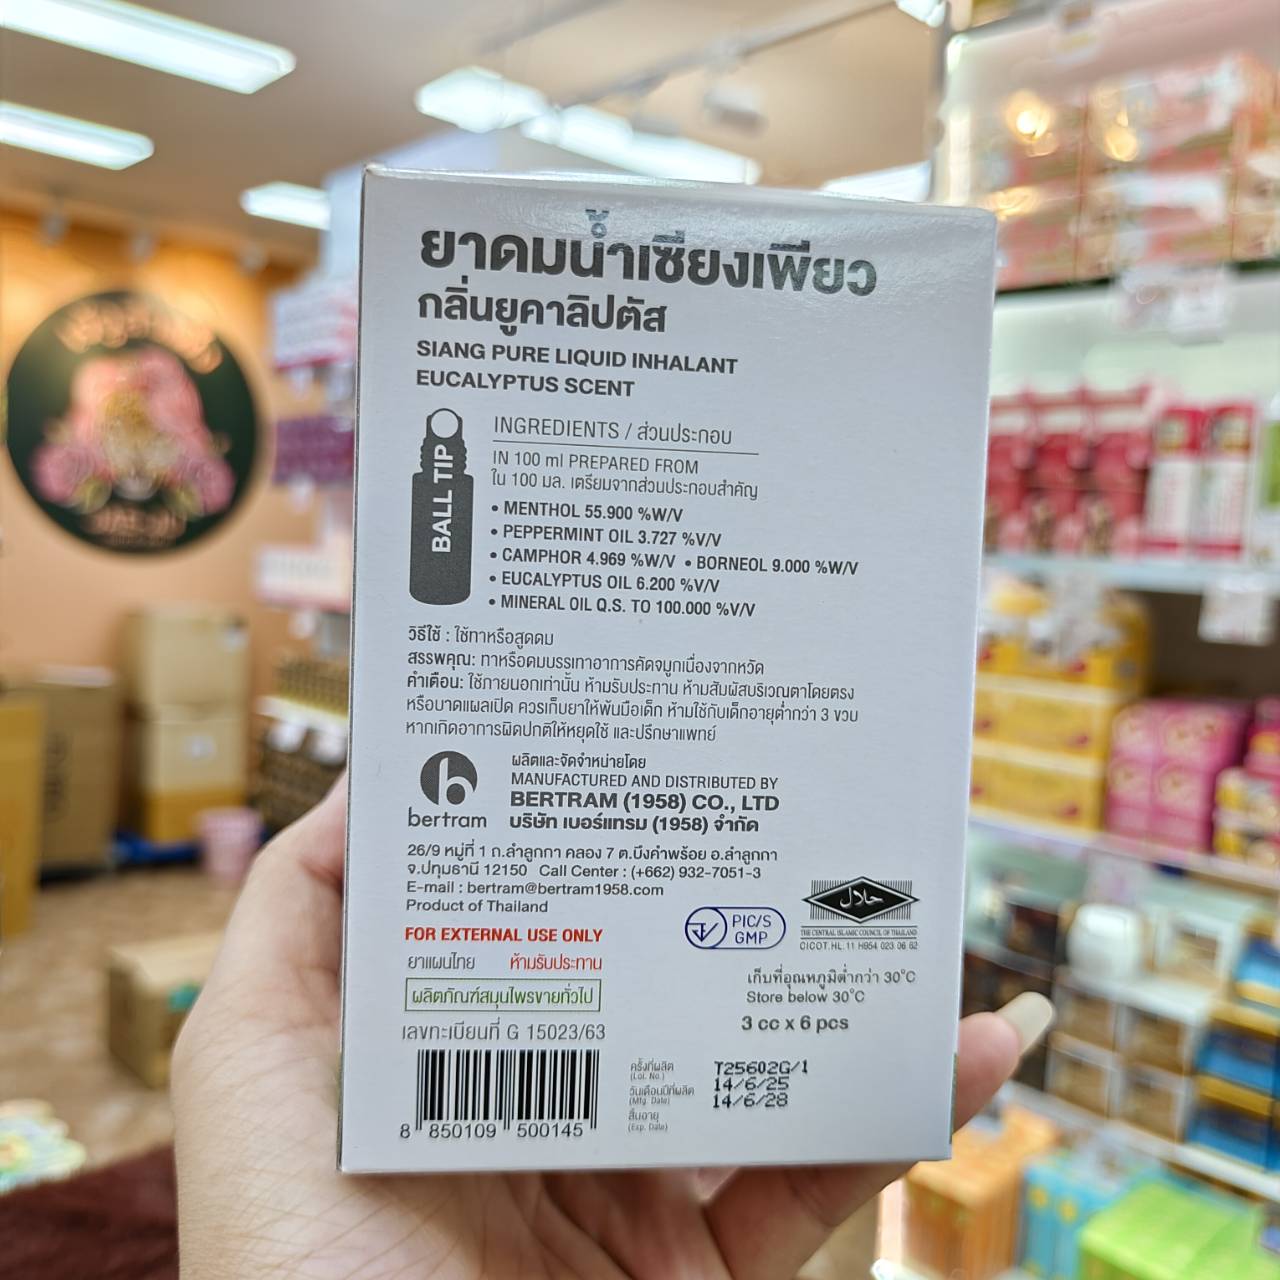 ยาดมน้ำเซียงเพียว
กลิ่นยูคาลิปตัส
SIANG PURE LIQUID INHALANT
EUCALYPTUS SCENT
BALL TIP
INGREDIENTS / ส่วนประกอบ
IN 100 ml PREPARED FROM
ใน 100 มล. เตรียมจากส่วนประกอบสำคัญ
• MENTHOL 55.900 %W/V
• PEPPERMINT OIL 3.727 %V/V
• CAMPHOR 4.969 %W/V • BORNEOL 9.000 %W/V
• EUCALYPTUS OIL 6.200 %V/V
• MINERAL OIL Q.S. TO 100.000 %V/V
วิธีใช้ : ใช้ทาหรือสูดดม
สรรพคุณ: ทาหรือดมบรรเทาอาการคัดจมูกเนื่องจากหวัด
คำเตือน: ใช้ภายนอกเท่านั้น ห้ามรับประทาน ห้ามสัมผัสบริเวณตาโดยตรง
หรือบาดแผลเปิด ควรเก็บยาให้พ้นมือเด็ก ห้ามใช้กับเด็กอายุต่ำกว่า 3 ขวบ
หากเกิดอาการผิดปกติให้หยุดใช้ และปรึกษาแพทย์
b
bertram
ผลิตและจัดจำหน่ายโดย
MANUFACTURED AND DISTRIBUTED BY
BERTRAM (1958) CO., LTD
บริษัท เบอร์แทรม (1958) จำกัด
26/9 หมู่ที่ 1 ถ.ลำลูกกา คลอง 7 ต.บึงคำพร้อย อ.ลำลูกกา
จ.ปทุมธานี 12150 Call Center : (+662) 932-7051-3
E-mail : bertram@bertram1958.com
Product of Thailand
FOR EXTERNAL USE ONLY
ยาแผนไทย ห้ามรับประทาน
ผลิตภัณฑ์สมุนไพรขายทั่วไป
เลขทะเบียนที่ G 15023/63
8 850109 500145
PIC/S
GMP
حلال
THE CENTRAL ISLAMIC COUNCIL OF THAILAND
CICOT.HL. 11 H954 023 06 62
เก็บที่อุณหภูมิต่ำกว่า 30°C
Store below 30°C
3 cc x 6 pcs
ครั้งที่ผลิต
(Lot. No.)
T25602G/1
วันเดือนปีที่ผลิต
(Mfg. Date)
14/6/25
สิ้นอายุ
(Exp. Date)
14/6/28